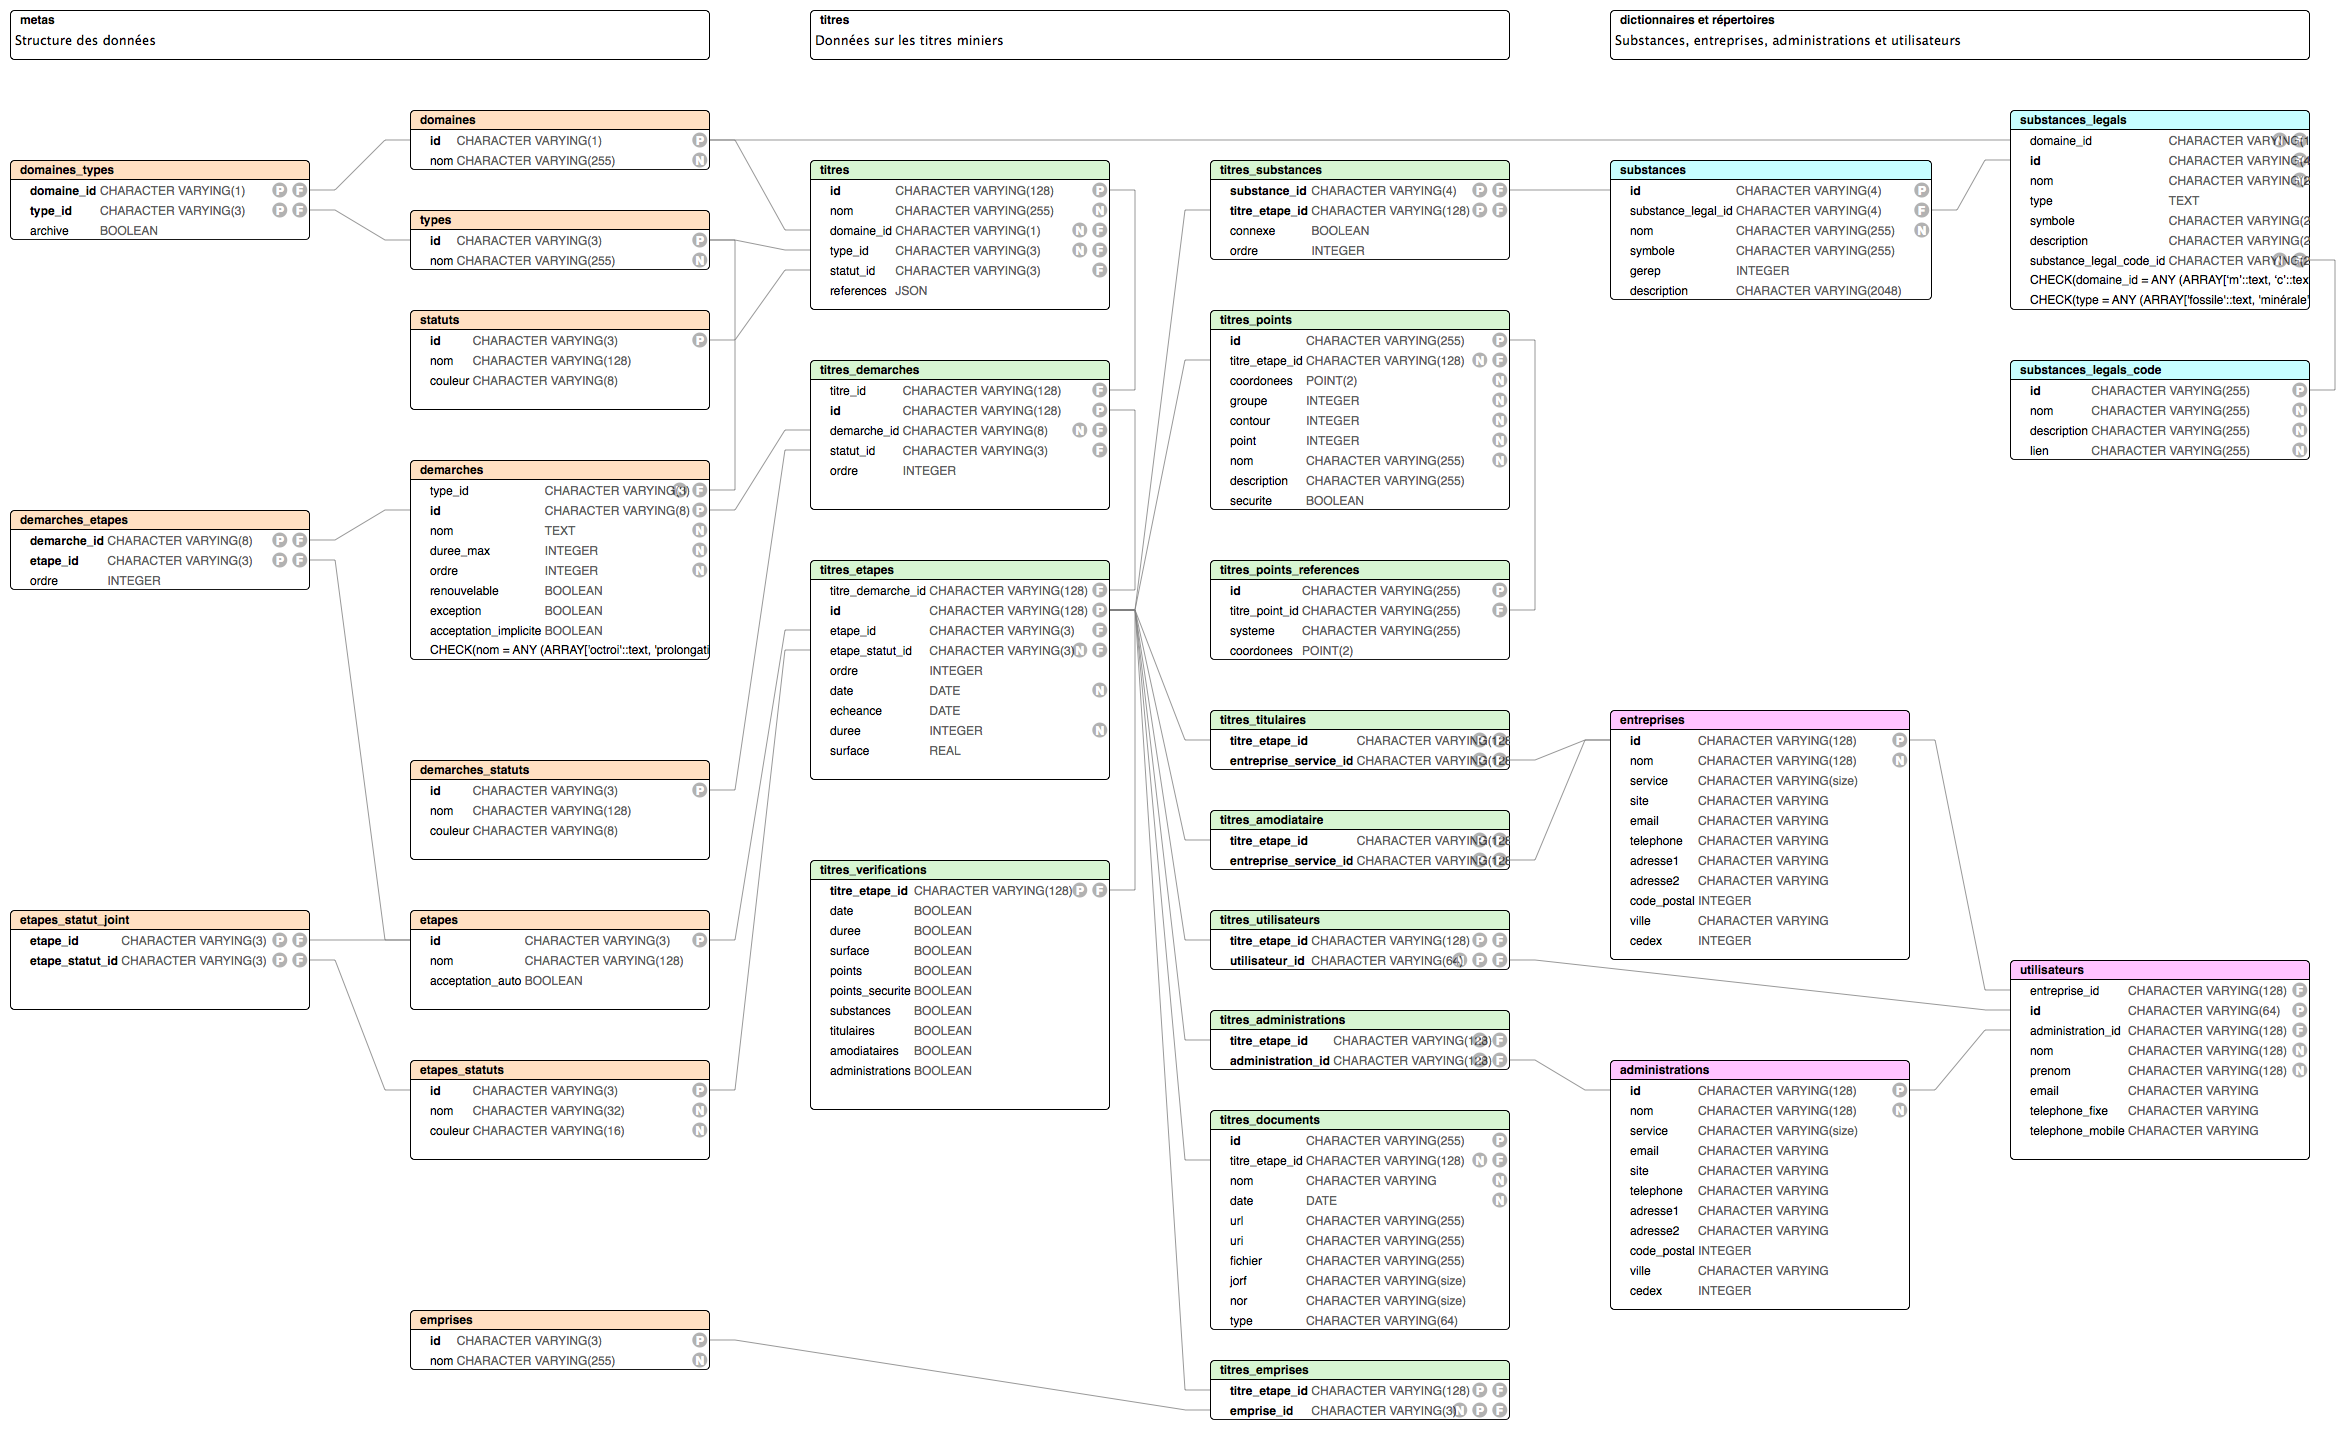 metas
Structure des données
titres
Données sur les titres miniers
dictionnaires et répertoires
Substances, entreprises, administrations et utilisateurs
domaines_types
domaine_id CHARACTER VARYING(1) P F
type_id CHARACTER VARYING(3) P F
archive BOOLEAN
demarches_etapes
demarche_id CHARACTER VARYING(8) P F
etape_id CHARACTER VARYING(3) P F
ordre INTEGER
etapes_statut_joint
etape_id CHARACTER VARYING(3) P F
etape_statut_id CHARACTER VARYING(3) P F
domaines
id CHARACTER VARYING(1) P
nom CHARACTER VARYING(255) N
types
id CHARACTER VARYING(3) P
nom CHARACTER VARYING(255) N
statuts
id CHARACTER VARYING(3) P
nom CHARACTER VARYING(128)
couleur CHARACTER VARYING(8)
demarches
type_id CHARACTER VARYING(3) N F
id CHARACTER VARYING(8) P
nom TEXT N
duree_max INTEGER N
ordre INTEGER N
renouvelable BOOLEAN
exception BOOLEAN
acceptation_implicite BOOLEAN
CHECK(nom = ANY (ARRAY['octroi'::text, 'prolongati
demarches_statuts
id CHARACTER VARYING(3) P
nom CHARACTER VARYING(128)
couleur CHARACTER VARYING(8)
etapes
id CHARACTER VARYING(3) P
nom CHARACTER VARYING(128)
acceptation_auto BOOLEAN
etapes_statuts
id CHARACTER VARYING(3) P
nom CHARACTER VARYING(32) N
couleur CHARACTER VARYING(16) N
emprises
id CHARACTER VARYING(3) P
nom CHARACTER VARYING(255) N
titres
id CHARACTER VARYING(128) P
nom CHARACTER VARYING(255) N
domaine_id CHARACTER VARYING(1) N F
type_id CHARACTER VARYING(3) N F
statut_id CHARACTER VARYING(3) F
references JSON
titres_demarches
titre_id CHARACTER VARYING(128) F
id CHARACTER VARYING(128) P
demarche_id CHARACTER VARYING(8) N F
statut_id CHARACTER VARYING(3) F
ordre INTEGER
titres_etapes
titre_demarche_id CHARACTER VARYING(128) F
id CHARACTER VARYING(128) P
etape_id CHARACTER VARYING(3) F
etape_statut_id CHARACTER VARYING(3) N F
ordre INTEGER
date DATE N
echeance DATE
duree INTEGER N
surface REAL
titres_verifications
titre_etape_id CHARACTER VARYING(128) P F
date BOOLEAN
duree BOOLEAN
surface BOOLEAN
points BOOLEAN
points_securite BOOLEAN
substances BOOLEAN
titulaires BOOLEAN
amodiataires BOOLEAN
administrations BOOLEAN
titres_substances
substance_id CHARACTER VARYING(4) P F
titre_etape_id CHARACTER VARYING(128) P F
connexe BOOLEAN
ordre INTEGER
titres_points
id CHARACTER VARYING(255) P
titre_etape_id CHARACTER VARYING(128) N F
coordonees POINT(2) N
groupe INTEGER N
contour INTEGER N
point INTEGER N
nom CHARACTER VARYING(255) N
description CHARACTER VARYING(255)
securite BOOLEAN
titres_points_references
id CHARACTER VARYING(255) P
titre_point_id CHARACTER VARYING(255) F
systeme CHARACTER VARYING(255)
coordonees POINT(2)
titres_titulaires
titre_etape_id CHARACTER VARYING(128
entreprise_service_id CHARACTER VARYING(128
titres_amodiataire
titre_etape_id CHARACTER VARYING(128
entreprise_service_id CHARACTER VARYING(128
titres_utilisateurs
titre_etape_id CHARACTER VARYING(128) P F
utilisateur_id CHARACTER VARYING(64) N P F
titres_administrations
titre_etape_id CHARACTER VARYING(128) P F
administration_id CHARACTER VARYING(128) P F
titres_documents
id CHARACTER VARYING(255) P
titre_etape_id CHARACTER VARYING(128) N F
nom CHARACTER VARYING N
date DATE N
url CHARACTER VARYING(255)
uri CHARACTER VARYING(255)
fichier CHARACTER VARYING(255)
jorf CHARACTER VARYING(size)
nor CHARACTER VARYING(size)
type CHARACTER VARYING(64)
titres_emprises
titre_etape_id CHARACTER VARYING(128) P F
emprise_id CHARACTER VARYING(3) N P F
substances
id CHARACTER VARYING(4) P
substance_legal_id CHARACTER VARYING(4) F
nom CHARACTER VARYING(255) N
symbole CHARACTER VARYING(255)
gerep INTEGER
description CHARACTER VARYING(2048)
entreprises
id CHARACTER VARYING(128) P
nom CHARACTER VARYING(128) N
service CHARACTER VARYING(size)
site CHARACTER VARYING
email CHARACTER VARYING
telephone CHARACTER VARYING
adresse1 CHARACTER VARYING
adresse2 CHARACTER VARYING
code_postal INTEGER
ville CHARACTER VARYING
cedex INTEGER
administrations
id CHARACTER VARYING(128) P
nom CHARACTER VARYING(128) N
service CHARACTER VARYING(size)
email CHARACTER VARYING
site CHARACTER VARYING
telephone CHARACTER VARYING
adresse1 CHARACTER VARYING
adresse2 CHARACTER VARYING
code_postal INTEGER
ville CHARACTER VARYING
cedex INTEGER
substances_legals
domaine_id CHARACTER VARYING(1
id CHARACTER VARYING(4
nom CHARACTER VARYING(2
type TEXT
symbole CHARACTER VARYING(2
description CHARACTER VARYING(2
substance_legal_code_id CHARACTER VARYING(2
CHECK(domaine_id = ANY (ARRAY['m'::text, 'c'::tex
CHECK(type = ANY (ARRAY['fossile'::text, 'minérale'
substances_legals_code
id CHARACTER VARYING(255) P
nom CHARACTER VARYING(255) N
description CHARACTER VARYING(255) N
lien CHARACTER VARYING(255) N
utilisateurs
entreprise_id CHARACTER VARYING(128) F
id CHARACTER VARYING(64) P
administration_id CHARACTER VARYING(128) F
nom CHARACTER VARYING(128) N
prenom CHARACTER VARYING(128) N
email CHARACTER VARYING
telephone_fixe CHARACTER VARYING
telephone_mobile CHARACTER VARYING